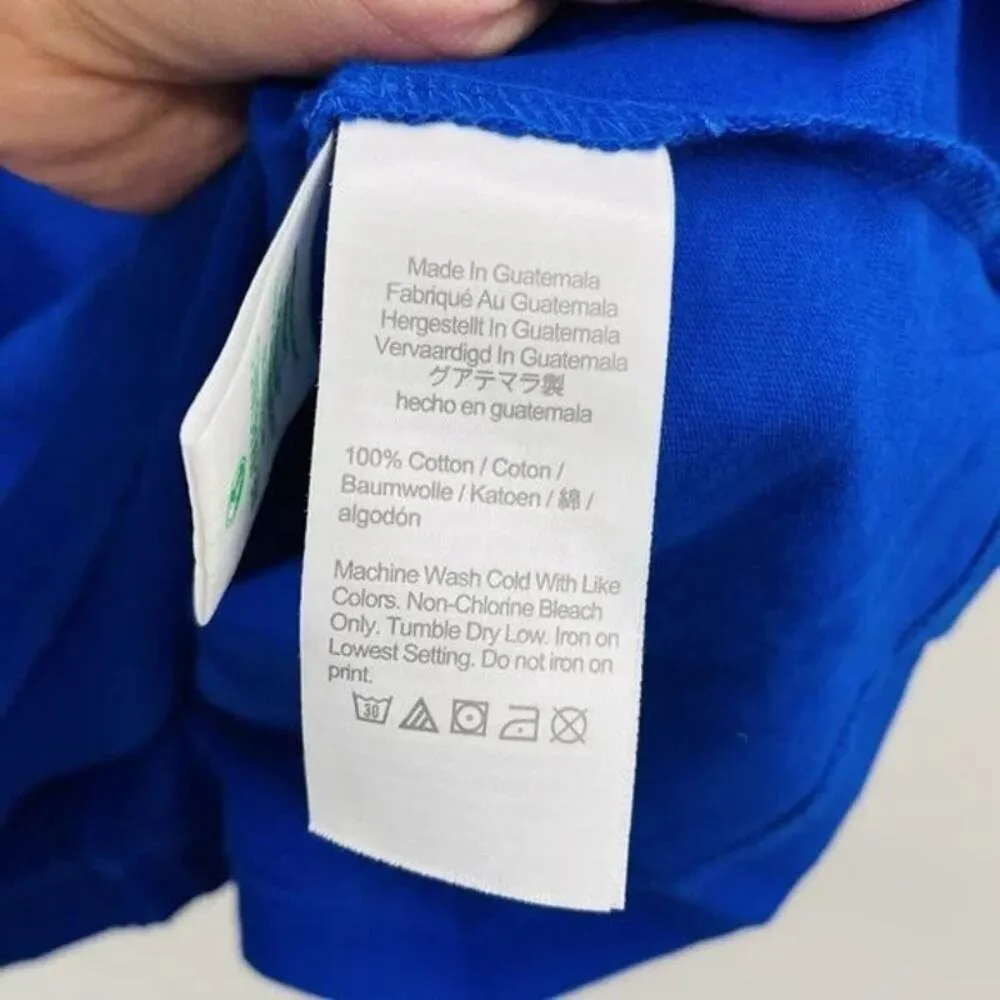 Made In Guatemala
Fabriqué Au Guatemala
Hergestellt In Guatemala
Vervaardigd In Guatemala
グアテマラ製
hecho en guatemala
100% Cotton / Coton /
Baumwolle / Katoen / 綿 /
algodón
Machine Wash Cold With Like
Colors. Non-Chlorine Bleach
Only. Tumble Dry Low. Iron on
Lowest Setting. Do not iron on
print.
30